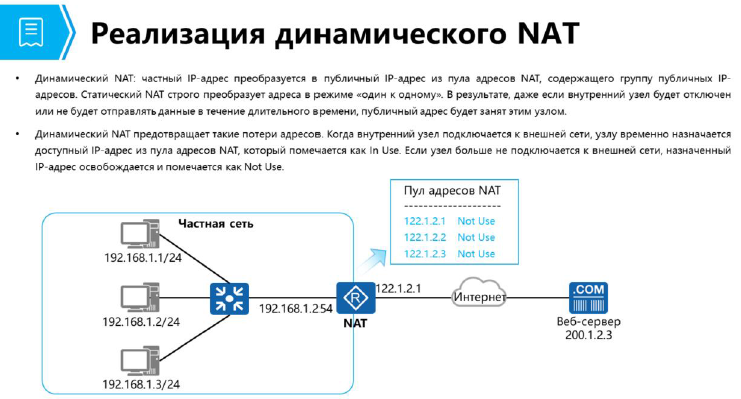 Реализация динамического NAT
• Динамический NAT: частный IP-адрес преобразуется в публичный IP-адрес из пула адресов NAT, содержащего группу публичных IP-
адресов. Статический NAT строго преобразует адреса в режиме «один к одному». В результате, даже если внутренний узел будет отключен
или не будет отправлять данные в течение длительного времени, публичный адрес будет занят этим узлом.
• Динамический NAT предотвращает такие потери адресов. Когда внутренний узел подключается к внешней сети, узлу временно назначается
доступный IP-адрес из пула адресов NAT, который помечается как In Use. Если узел больше не подключается к внешней сети, назначенный
IP-адрес освобождается и помечается как Not Use.
Пул адресов NAT
--------------------
122.1.2.1 Not Use
122.1.2.2 Not Use
122.1.2.3 Not Use
Частная сеть
192.168.1.1/24
192.168.1.2/24
192.168.1.3/24
192.168.1.254
R
NAT
122.1.2.1
Интернет
.COM
Веб-сервер
200.1.2.3